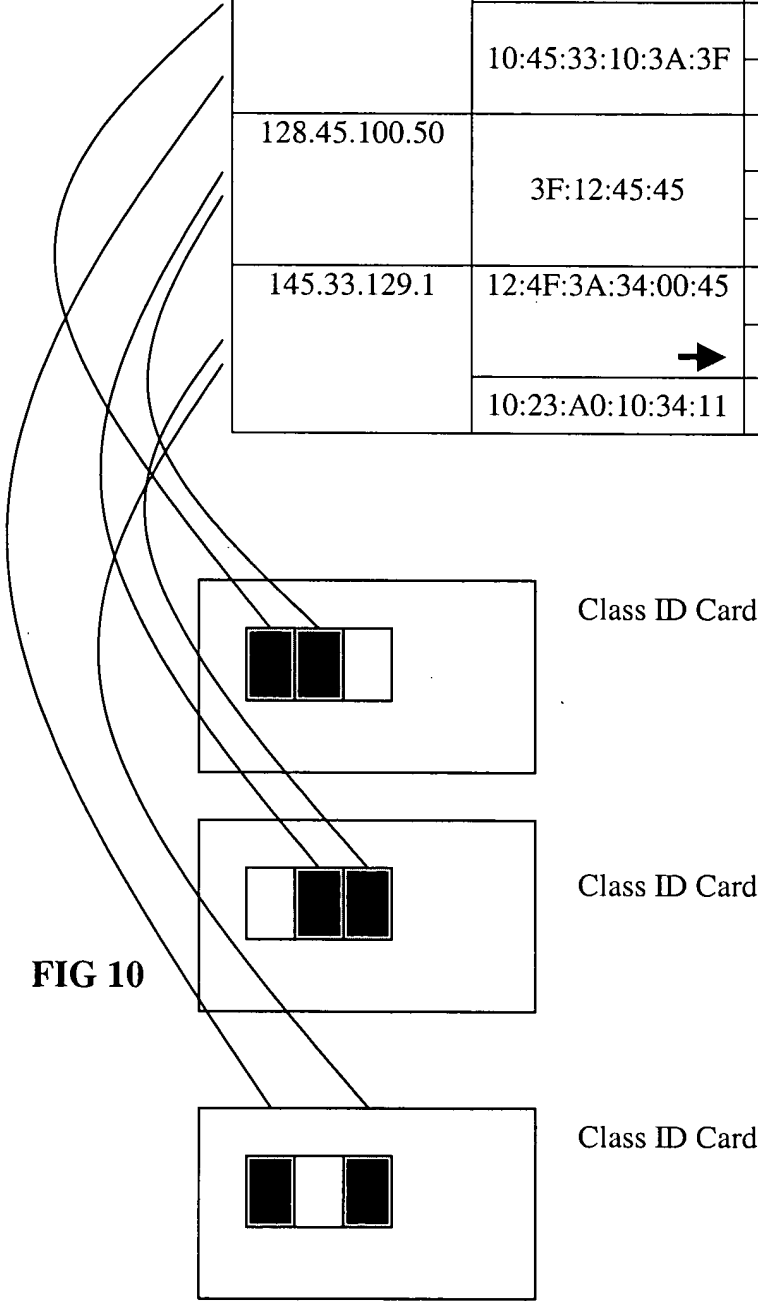 10:45:33:10:3A:3F
128.45.100.50
3F:12:45:45
145.33.129.1 12:4F:3A:34:00:45
10:23:A0:10:34:11
Class ID Card
Class ID Card
FIG 10
Class ID Card